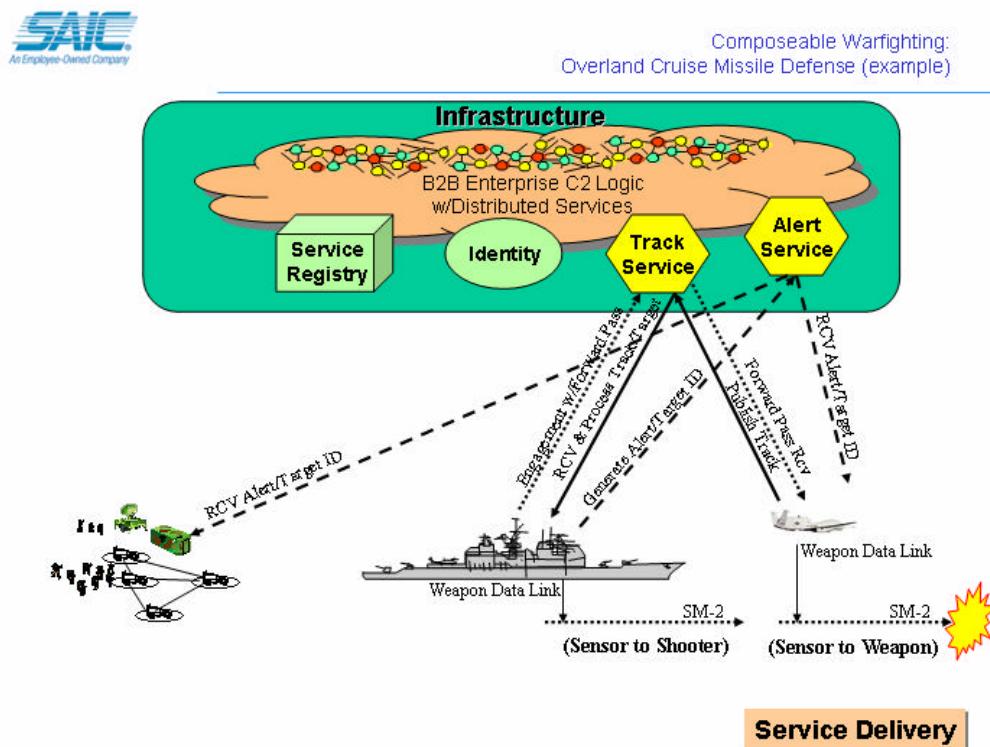 SAIC
An Employee-Owned Company
Composeable Warfighting:
Overland Cruise Missile Defense (example)
Infrastructure
B2B Enterprise C2 Logic
w/Distributed Services
Service
Registry
Identity
Track
Service
Alert
Service
RCV Alert/Target ID
Engagement w/Forward Pass
RCV & Process Track/Target
Generate Alert/Target ID
Forward Pass Rcv
Publish Track
RCV Alert/Target ID
Weapon Data Link
SM-2
(Sensor to Shooter)
Weapon Data Link
SM-2
(Sensor to Weapon)
Service Delivery